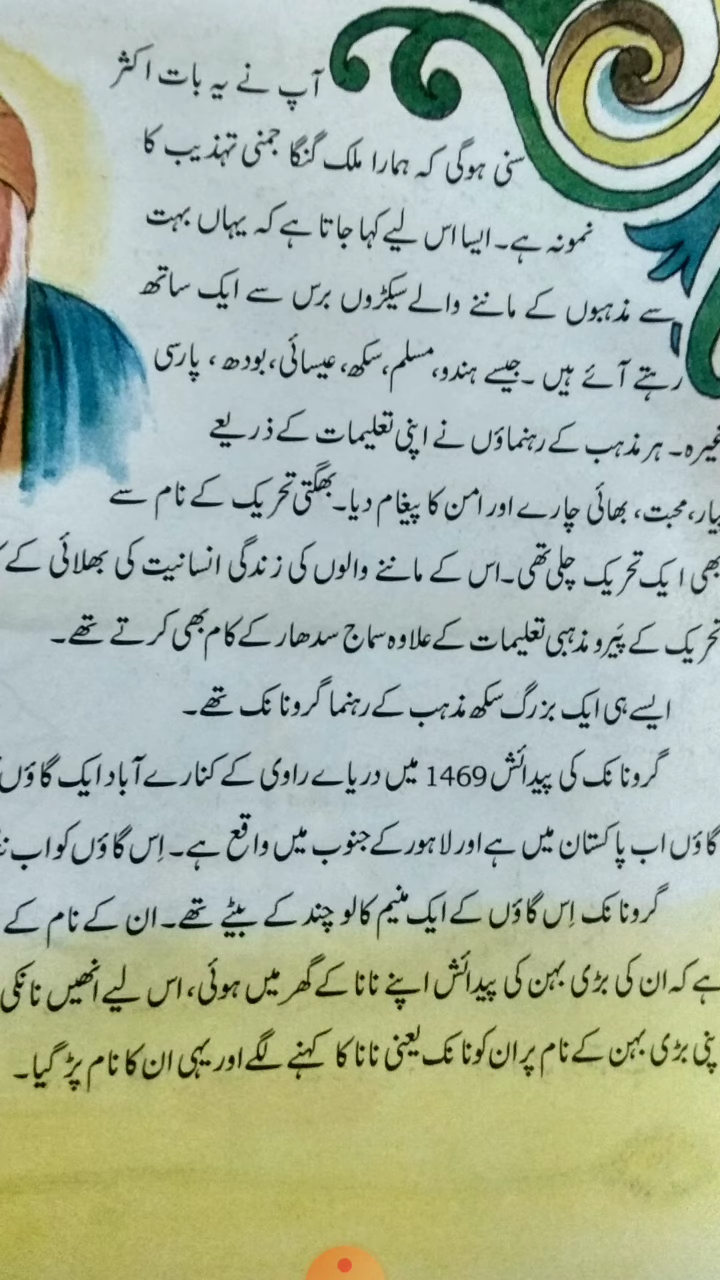 آپ نے یہ بات اکثر
سنی ہوگی کہ ہمارا ملک گنگا جمنی تہذیب کا
نمونہ ہے۔ ایسا اس لیے کہا جاتا ہے کہ یہاں بہت
سے مذہبوں کے ماننے والے سیکڑوں برس سے ایک ساتھ
رہتے آئے ہیں۔ جیسے ہندو، مسلم، سکھ، عیسائی، بودھ، پارسی
غیرہ۔ ہر مذہب کے رہنماؤں نے اپنی تعلیمات کے ذریعے
یار، محبت، بھائی چارے اور امن کا پیغام دیا۔ بھگتی تحریک کے نام سے
بھی ایک تحریک چلی تھی۔ اس کے ماننے والوں کی زندگی انسانیت کی بھلائی کے
تحریک کے پَیرو مذہبی تعلیمات کے علاوہ سماج سدھار کے کام بھی کرتے تھے۔
ایسے ہی ایک بزرگ سکھ مذہب کے رہنما گرونانک تھے۔
گرونانک کی پیدائش 1469 میں دریاے راوی کے کنارے آباد ایک گاؤں
گاؤں اب پاکستان میں ہے اور لاہور کے جنوب میں واقع ہے۔ اِس گاؤں کو اب
گرونانک اِس گاؤں کے ایک منیم کالو چند کے بیٹے تھے۔ ان کے نام کے
ہے کہ ان کی بڑی بہن کی پیدائش اپنے نانا کے گھر میں ہوئی، اس لیے انھیں نانکی
پنی بڑی بہن کے نام پر ان کو نانک یعنی نانا کا کہنے لگے اور یہی ان کا نام پڑ گیا۔